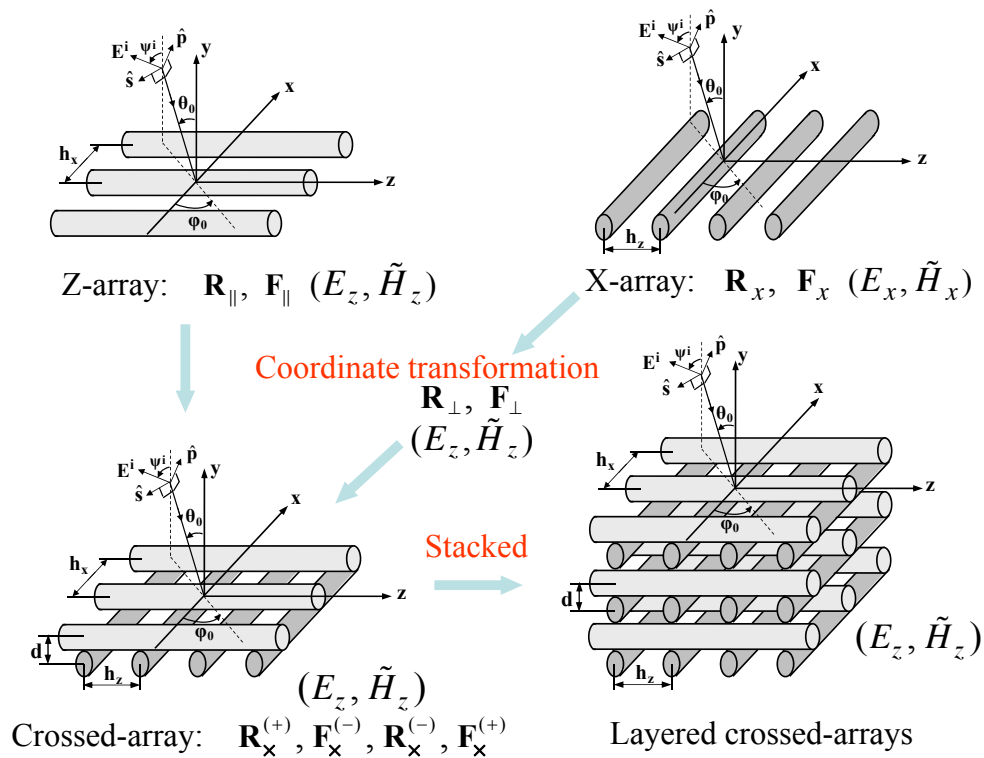 Eⁱ ψⁱ p̂ y
ŝ
θ₀ x
hₓ
z
φ₀
Z-array: R∥, F∥ (E_z, H̃_z)
Eⁱ ψⁱ p̂ y
ŝ
x
θ₀
z
φ₀
h_z
X-array: Rₓ, Fₓ (Eₓ, H̃ₓ)
Coordinate transformation
R⊥, F⊥
(E_z, H̃_z)
Eⁱ ψⁱ p̂ y
ŝ
x
θ₀
hₓ
z
φ₀
d
h_z
(E_z, H̃_z)
Crossed-array: R×⁽⁺⁾, F×⁽⁻⁾, R×⁽⁻⁾, F×⁽⁺⁾
Stacked
Eⁱ ψⁱ p̂ y
ŝ
x
θ₀
hₓ
z
φ₀
d
h_z
(E_z, H̃_z)
Layered crossed-arrays